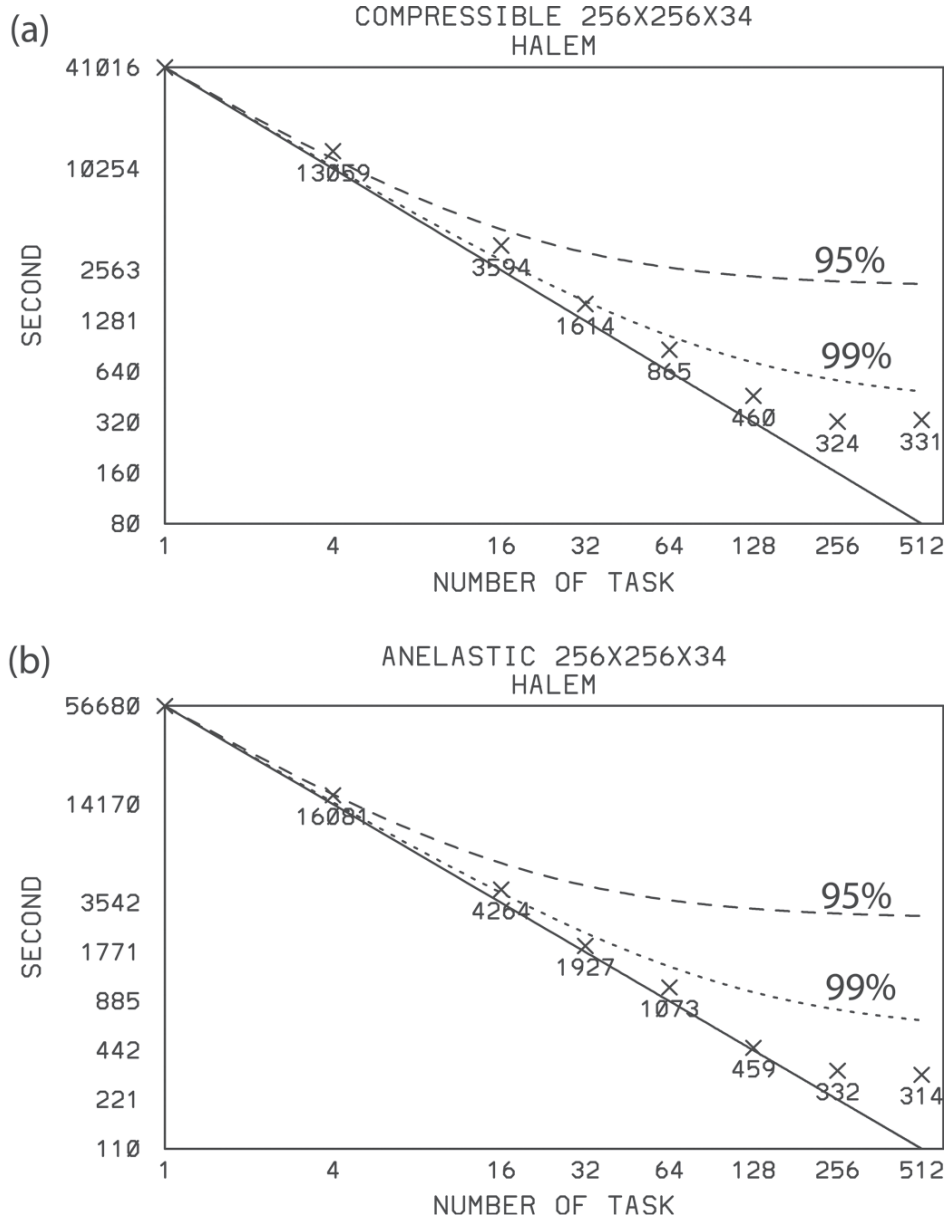 (a)
COMPRESSIBLE 256X256X34
HALEM
41016
10254
2563
1281
640
320
160
80
SECOND
13059
3594
1614
865
460
324
331
95%
99%
1 4 16 32 64 128 256 512
NUMBER OF TASK
(b)
ANELASTIC 256X256X34
HALEM
56680
14170
3542
1771
885
442
221
110
SECOND
16081
4264
1927
1073
459
332
314
95%
99%
1 4 16 32 64 128 256 512
NUMBER OF TASK